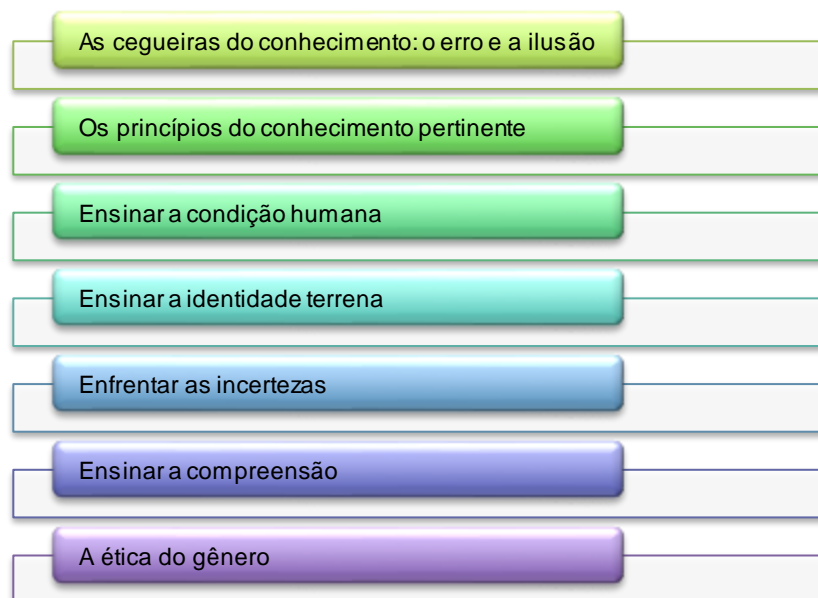 As cegueiras do conhecimento: o erro e a ilusão
Os princípios do conhecimento pertinente
Ensinar a condição humana
Ensinar a identidade terrena
Enfrentar as incertezas
Ensinar a compreensão
A ética do gênero